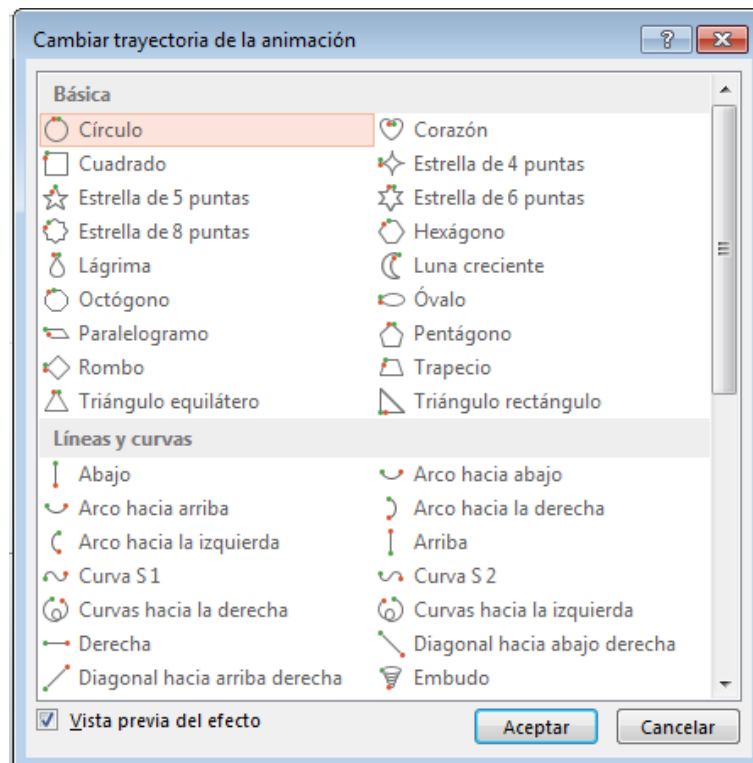 Cambiar trayectoria de la animación
Básica
Círculo Corazón
Cuadrado Estrella de 4 puntas
Estrella de 5 puntas Estrella de 6 puntas
Estrella de 8 puntas Hexágono
Lágrima Luna creciente
Octógono Óvalo
Paralelogramo Pentágono
Rombo Trapecio
Triángulo equilátero Triángulo rectángulo
Líneas y curvas
Abajo Arco hacia abajo
Arco hacia arriba Arco hacia la derecha
Arco hacia la izquierda Arriba
Curva S 1 Curva S 2
Curvas hacia la derecha Curvas hacia la izquierda
Derecha Diagonal hacia abajo derecha
Diagonal hacia arriba derecha Embudo
Vista previa del efecto Aceptar Cancelar